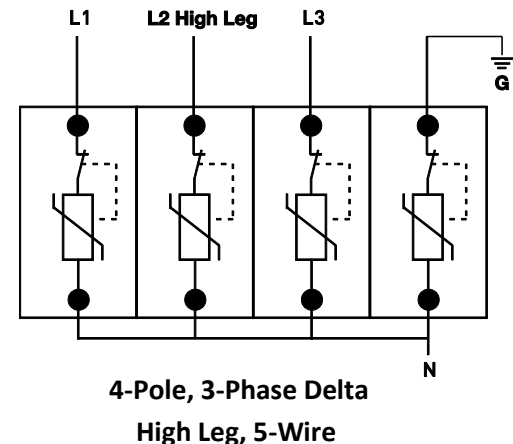 L1
L2 High Leg
L3
G
N
4-Pole, 3-Phase Delta
High Leg, 5-Wire